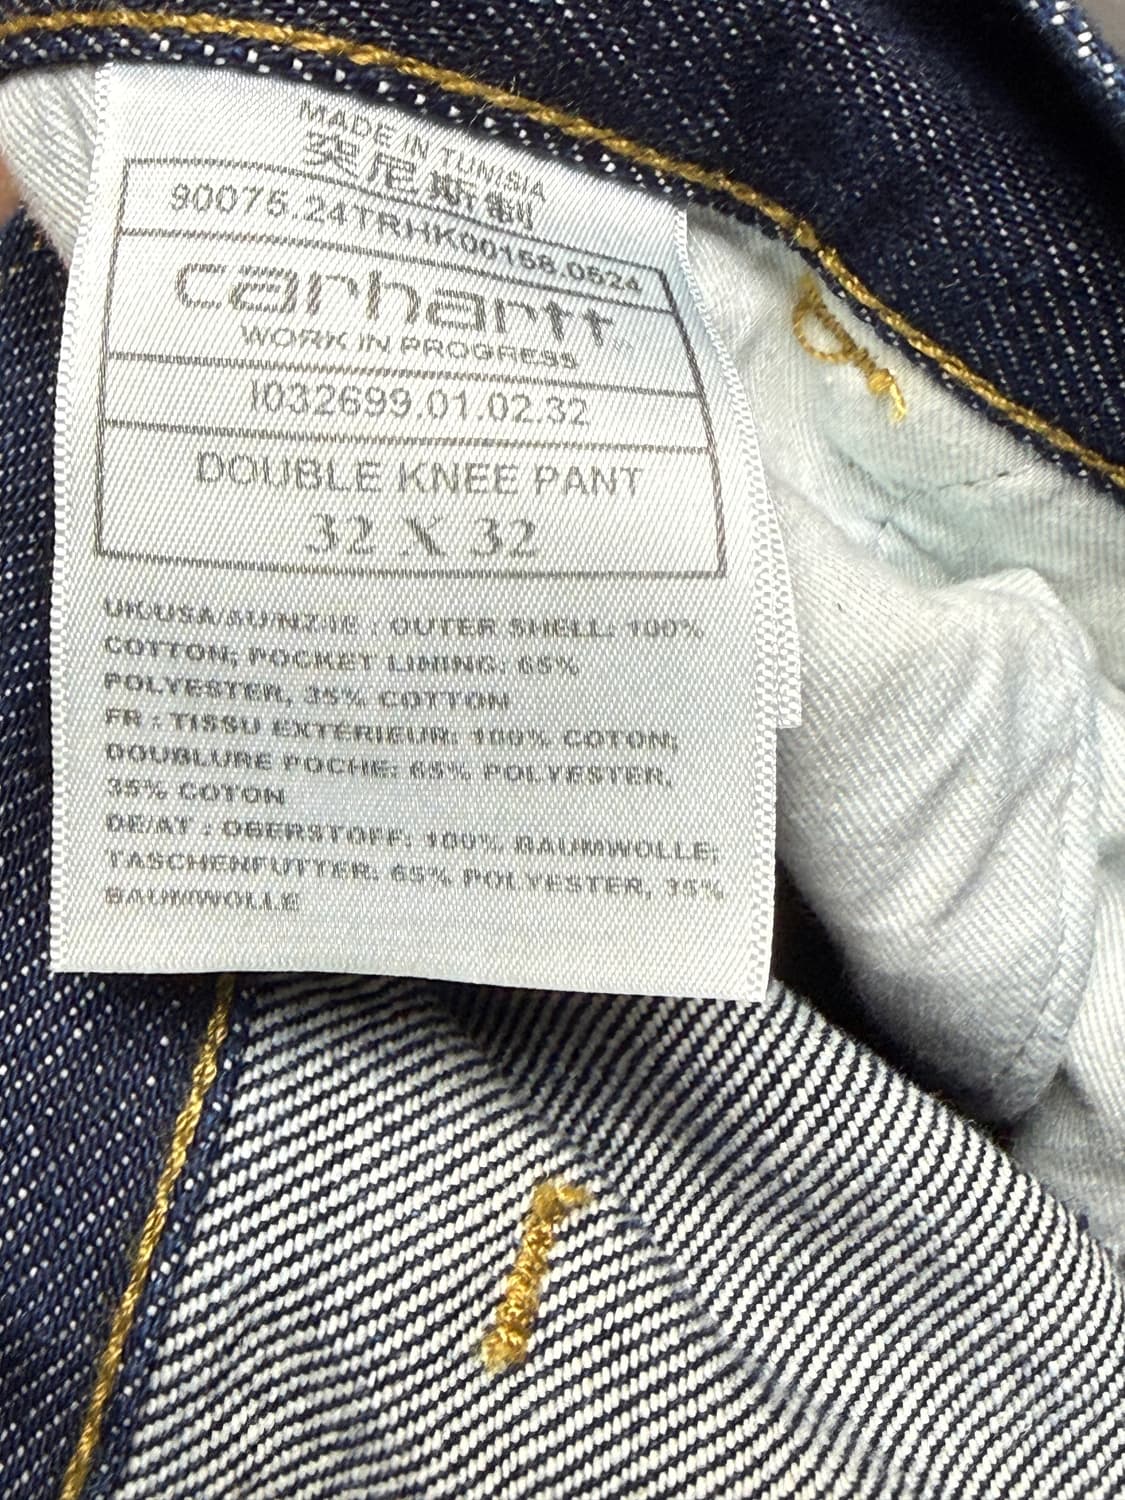 MADE IN TUNISIA
突尼斯制
90075.24TRHK00158.0524
carhartt
WORK IN PROGRESS
I032699.01.02.32
DOUBLE KNEE PANT
32 X 32
UK/USA/AU/NZ/IE : OUTER SHELL: 100%
COTTON; POCKET LINING: 65%
POLYESTER, 35% COTTON
FR : TISSU EXTÉRIEUR: 100% COTON;
DOUBLURE POCHE: 65% POLYESTER,
35% COTON
DE/AT : OBERSTOFF: 100% BAUMWOLLE;
TASCHENFUTTER: 65% POLYESTER, 35%
BAUMWOLLE